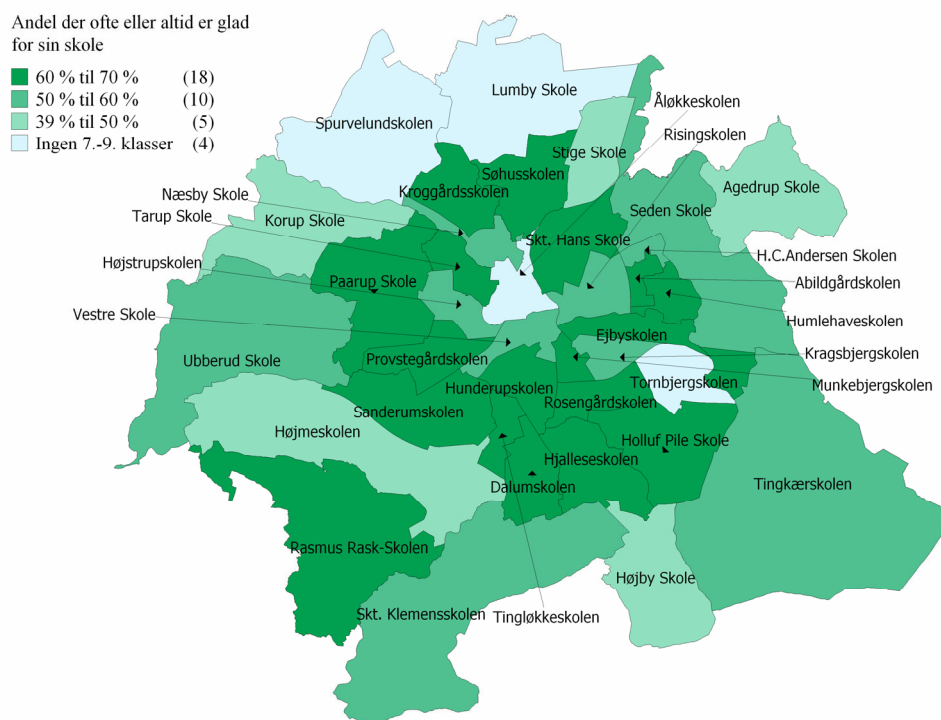 Andel der ofte eller altid er glad
for sin skole
60 % til 70 % (18)
50 % til 60 % (10)
39 % til 50 % (5)
Ingen 7.-9. klasser (4)
Lumby Skole
Åløkkeskolen
Spurvelundskolen
Risingskolen
Stige Skole
Søhusskolen
Kroggårdsskolen
Agedrup Skole
Næsby Skole
Tarup Skole
Korup Skole
Seden Skole
Skt. Hans Skole
H.C.Andersen Skolen
Højstrupskolen
Paarup Skole
Abildgårdskolen
Vestre Skole
Humlehaveskolen
Ejbyskolen
Ubberud Skole
Provstegårdskolen
Kragsbjergskolen
Hunderupskolen
Tornbjergskolen
Munkebjergskolen
Sanderumskolen
Rosengårdskolen
Højmeskolen
Holluf Pile Skole
Hjalleseskolen
Dalumskolen
Tingkærskolen
Rasmus Rask-Skolen
Højby Skole
Skt. Klemensskolen
Tingløkkeskolen